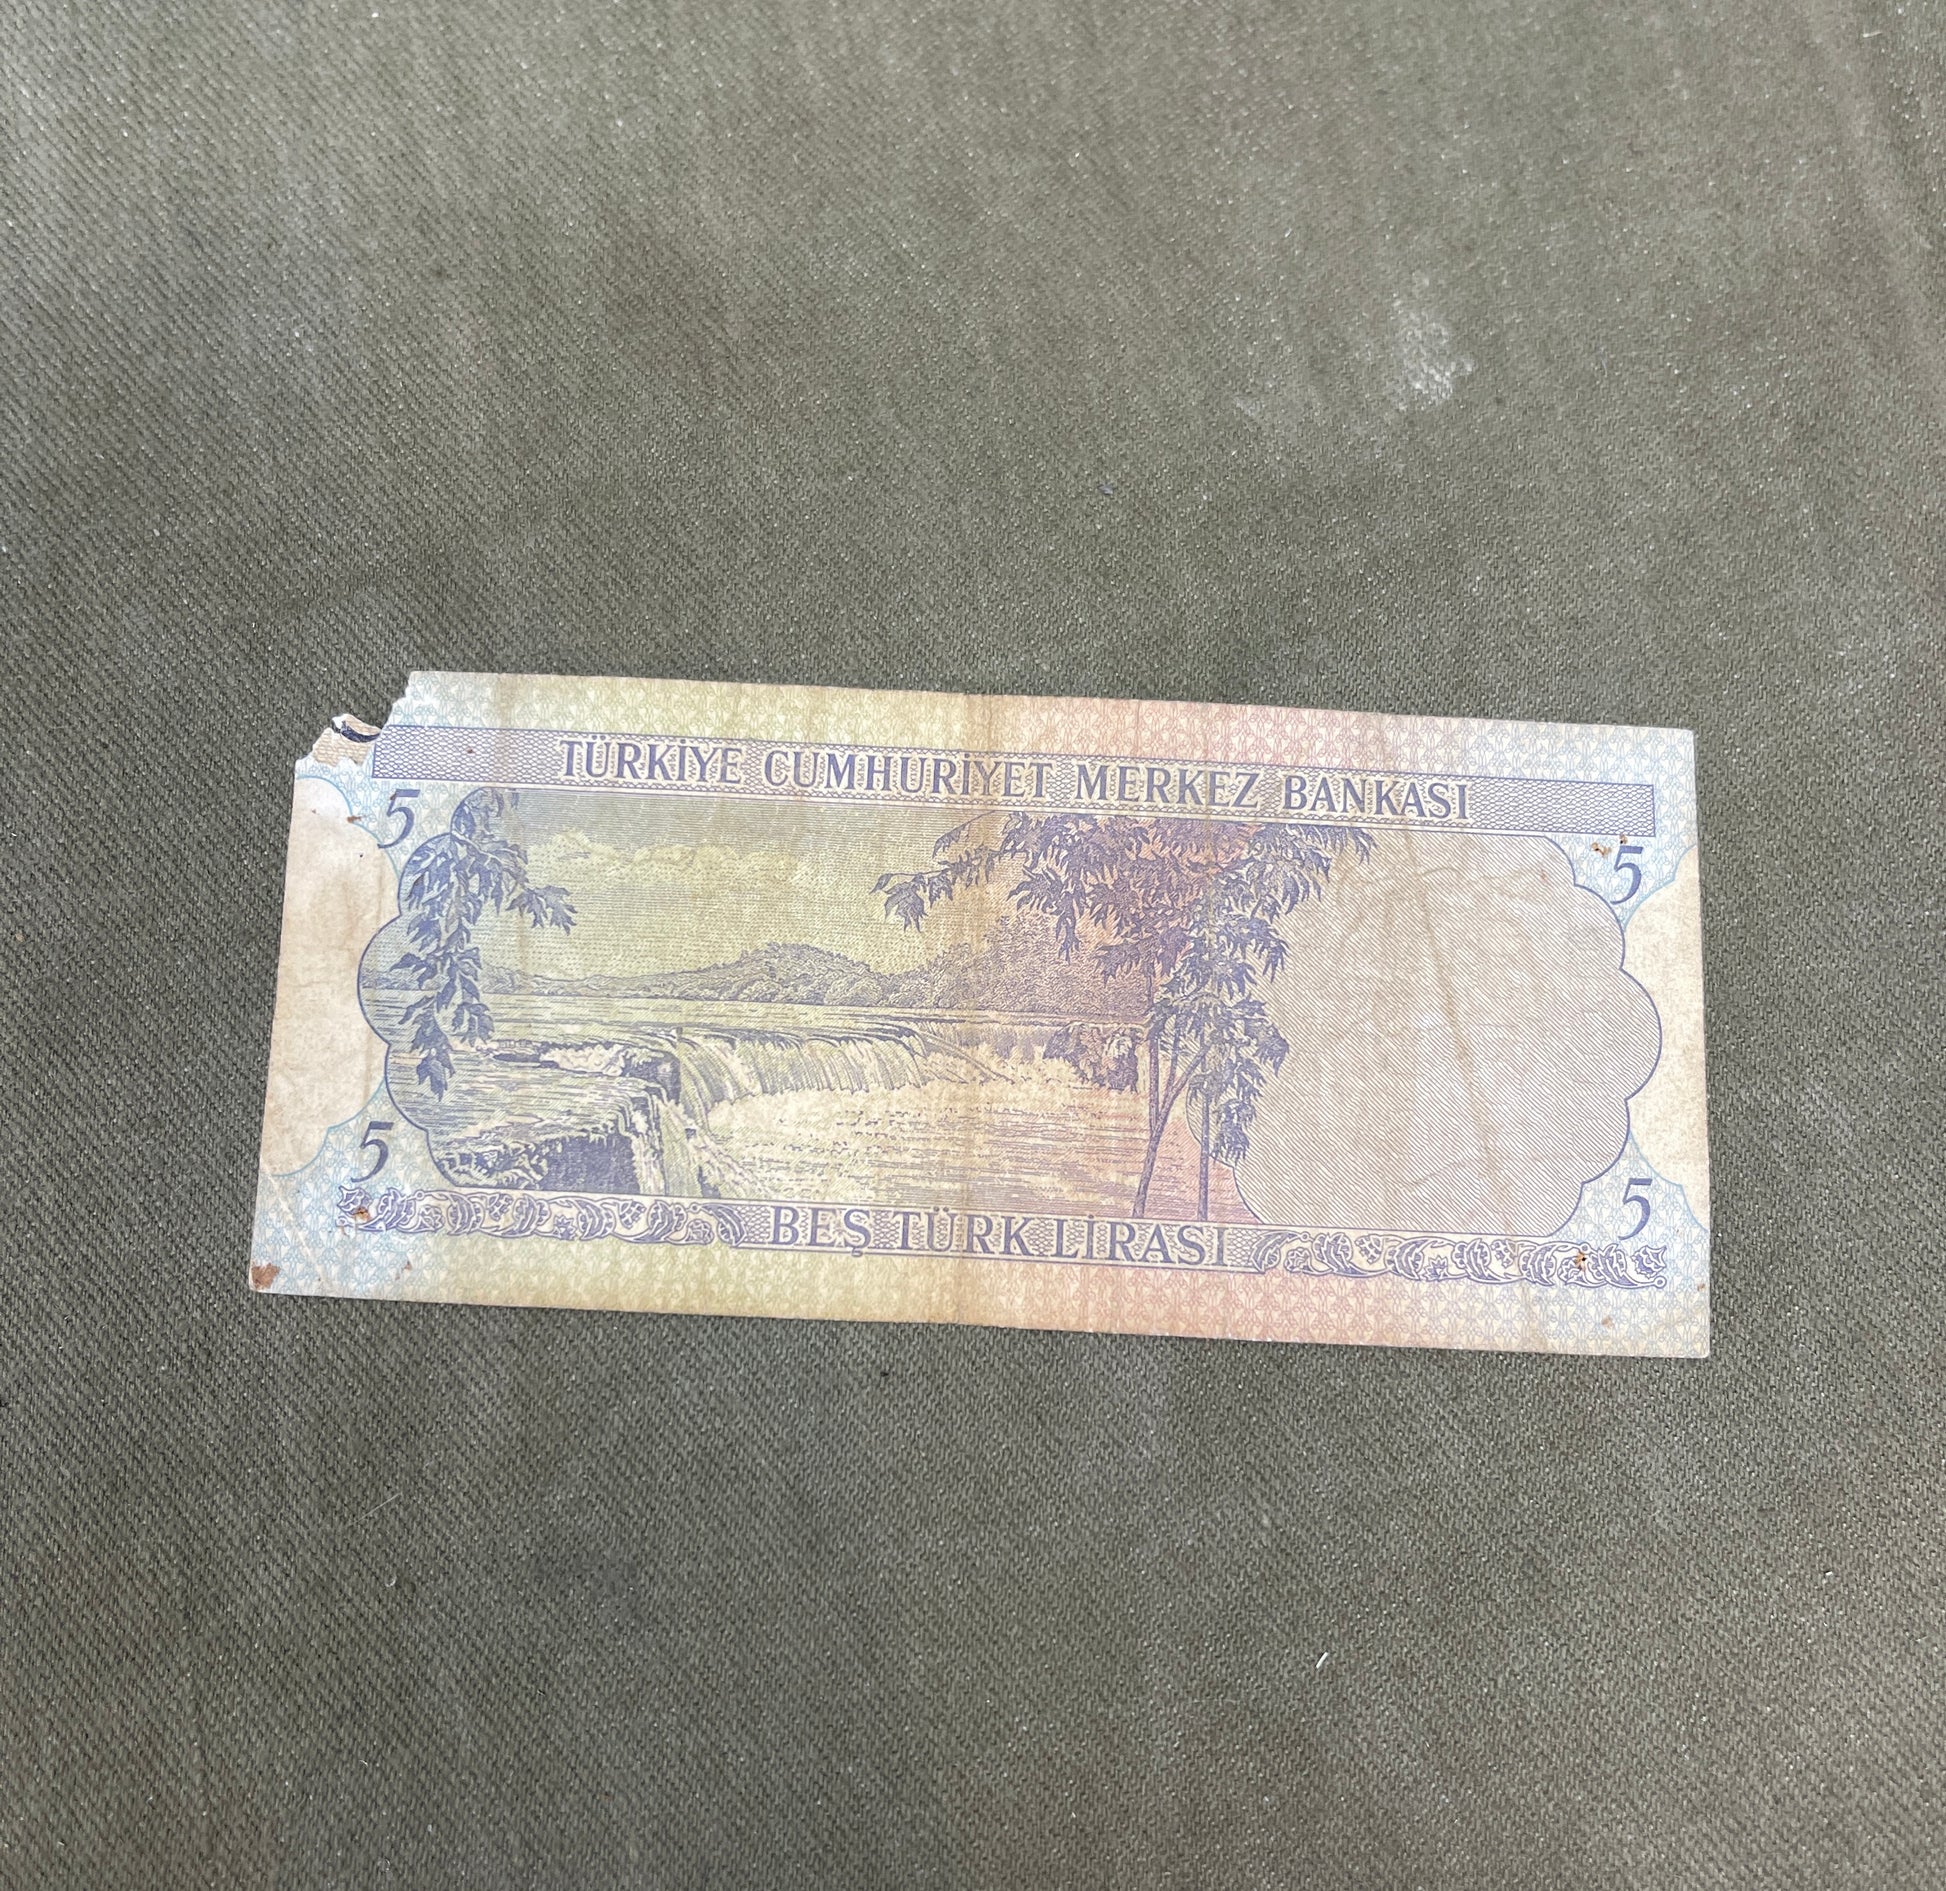 TÜRKİYE CUMHURİYET MERKEZ BANKASI
5 5
5 5
BEŞ TÜRK LİRASI